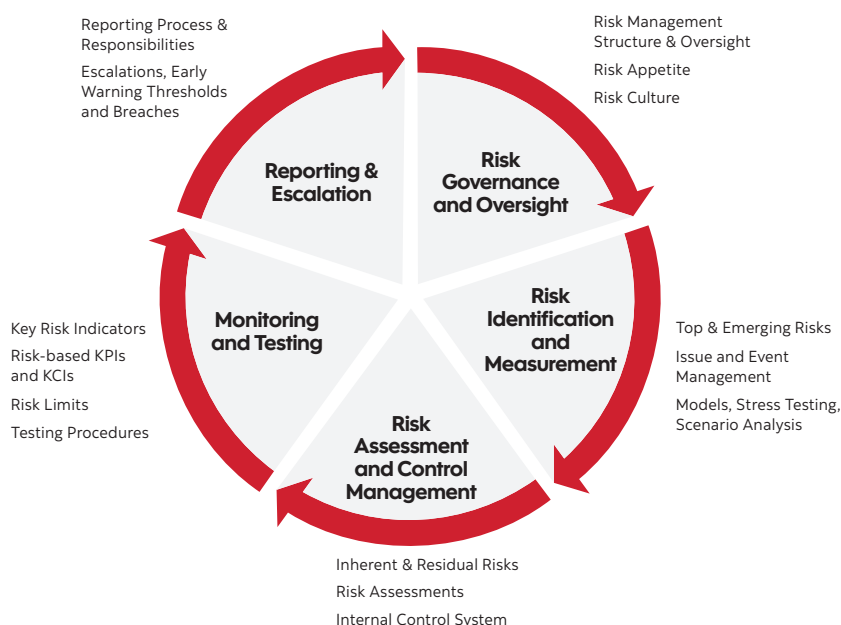 Reporting Process &
Responsibilities
Escalations, Early
Warning Thresholds
and Breaches
Risk Management
Structure & Oversight
Risk Appetite
Risk Culture
Reporting &
Escalation
Risk
Governance
and Oversight
Monitoring
and Testing
Risk
Identification
and
Measurement
Key Risk Indicators
Risk-based KPIs
and KCIs
Risk Limits
Testing Procedures
Top & Emerging Risks
Issue and Event
Management
Models, Stress Testing,
Scenario Analysis
Risk
Assessment
and Control
Management
Inherent & Residual Risks
Risk Assessments
Internal Control System